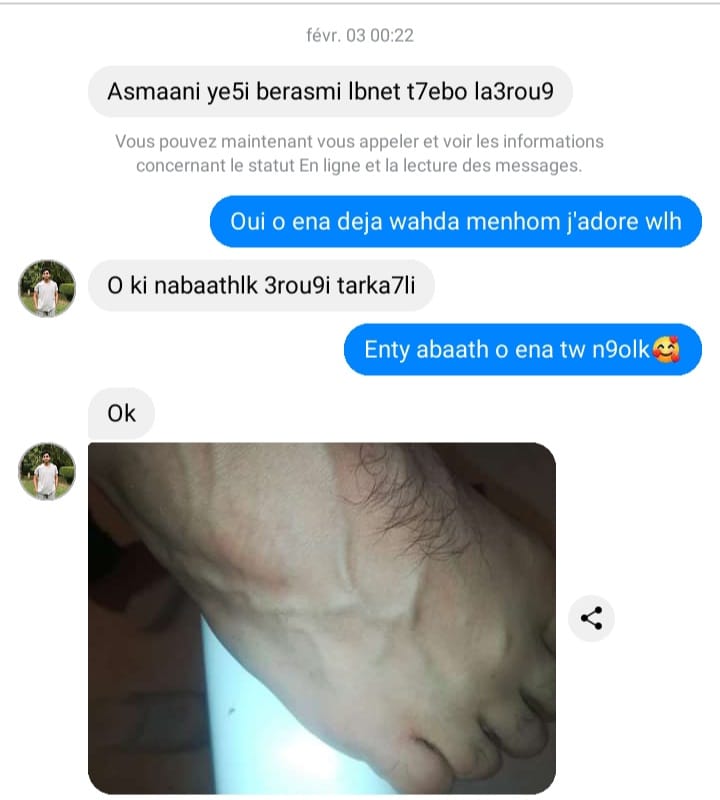 févr. 03 00:22
Asmaani ye5i berasmi lbnet t7ebo la3rou9
Vous pouvez maintenant vous appeler et voir les informations
concernant le statut En ligne et la lecture des messages.
Oui o ena deja wahda menhom j'adore wlh
O ki nabaathlk 3rou9i tarka7li
Enty abaath o ena tw n9olk🥰
Ok